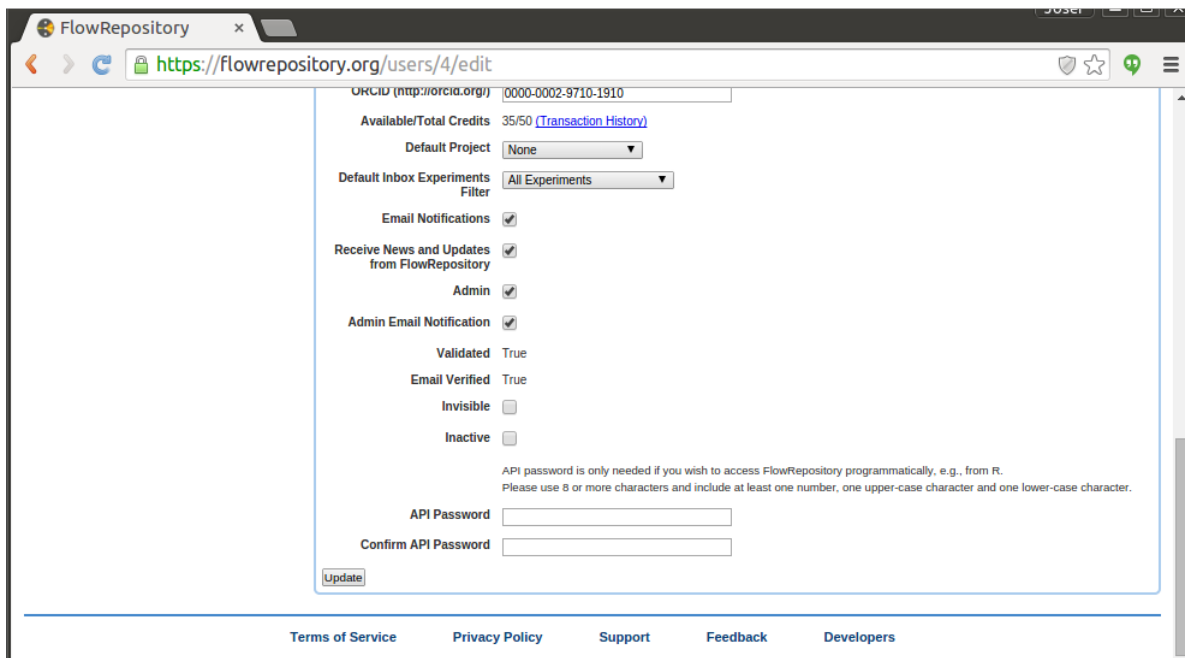 FlowRepository
https://flowrepository.org/users/4/edit
ORCID (http://orcid.org/) 0000-0002-9710-1910
Available/Total Credits 35/50 (Transaction History)
Default Project None
Default Inbox Experiments Filter All Experiments
Email Notifications
Receive News and Updates
from FlowRepository
Admin
Admin Email Notification
Validated True
Email Verified True
Invisible
Inactive
API password is only needed if you wish to access FlowRepository programmatically, e.g., from R.
Please use 8 or more characters and include at least one number, one upper-case character and one lower-case character.
API Password
Confirm API Password
Update
Terms of Service Privacy Policy Support Feedback Developers